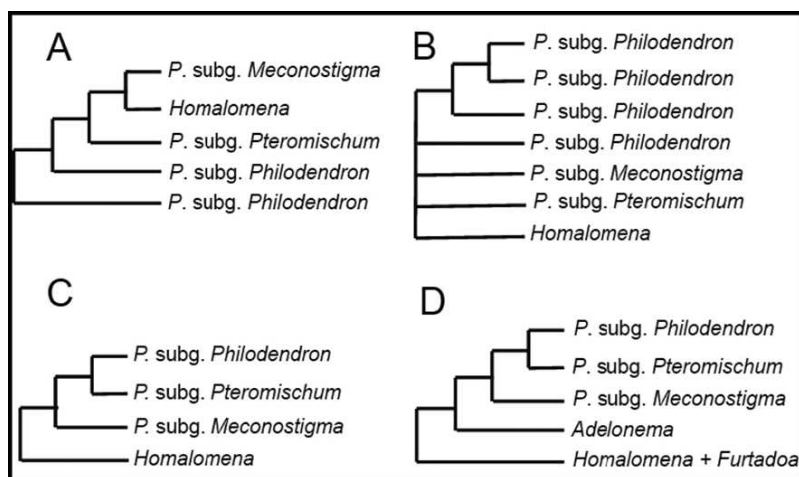 A
P. subg. Meconostigma
Homalomena
P. subg. Pteromischum
P. subg. Philodendron
P. subg. Philodendron
B
P. subg. Philodendron
P. subg. Philodendron
P. subg. Philodendron
P. subg. Philodendron
P. subg. Meconostigma
P. subg. Pteromischum
Homalomena
C
P. subg. Philodendron
P. subg. Pteromischum
P. subg. Meconostigma
Homalomena
D
P. subg. Philodendron
P. subg. Pteromischum
P. subg. Meconostigma
Adelonema
Homalomena + Furtadoa